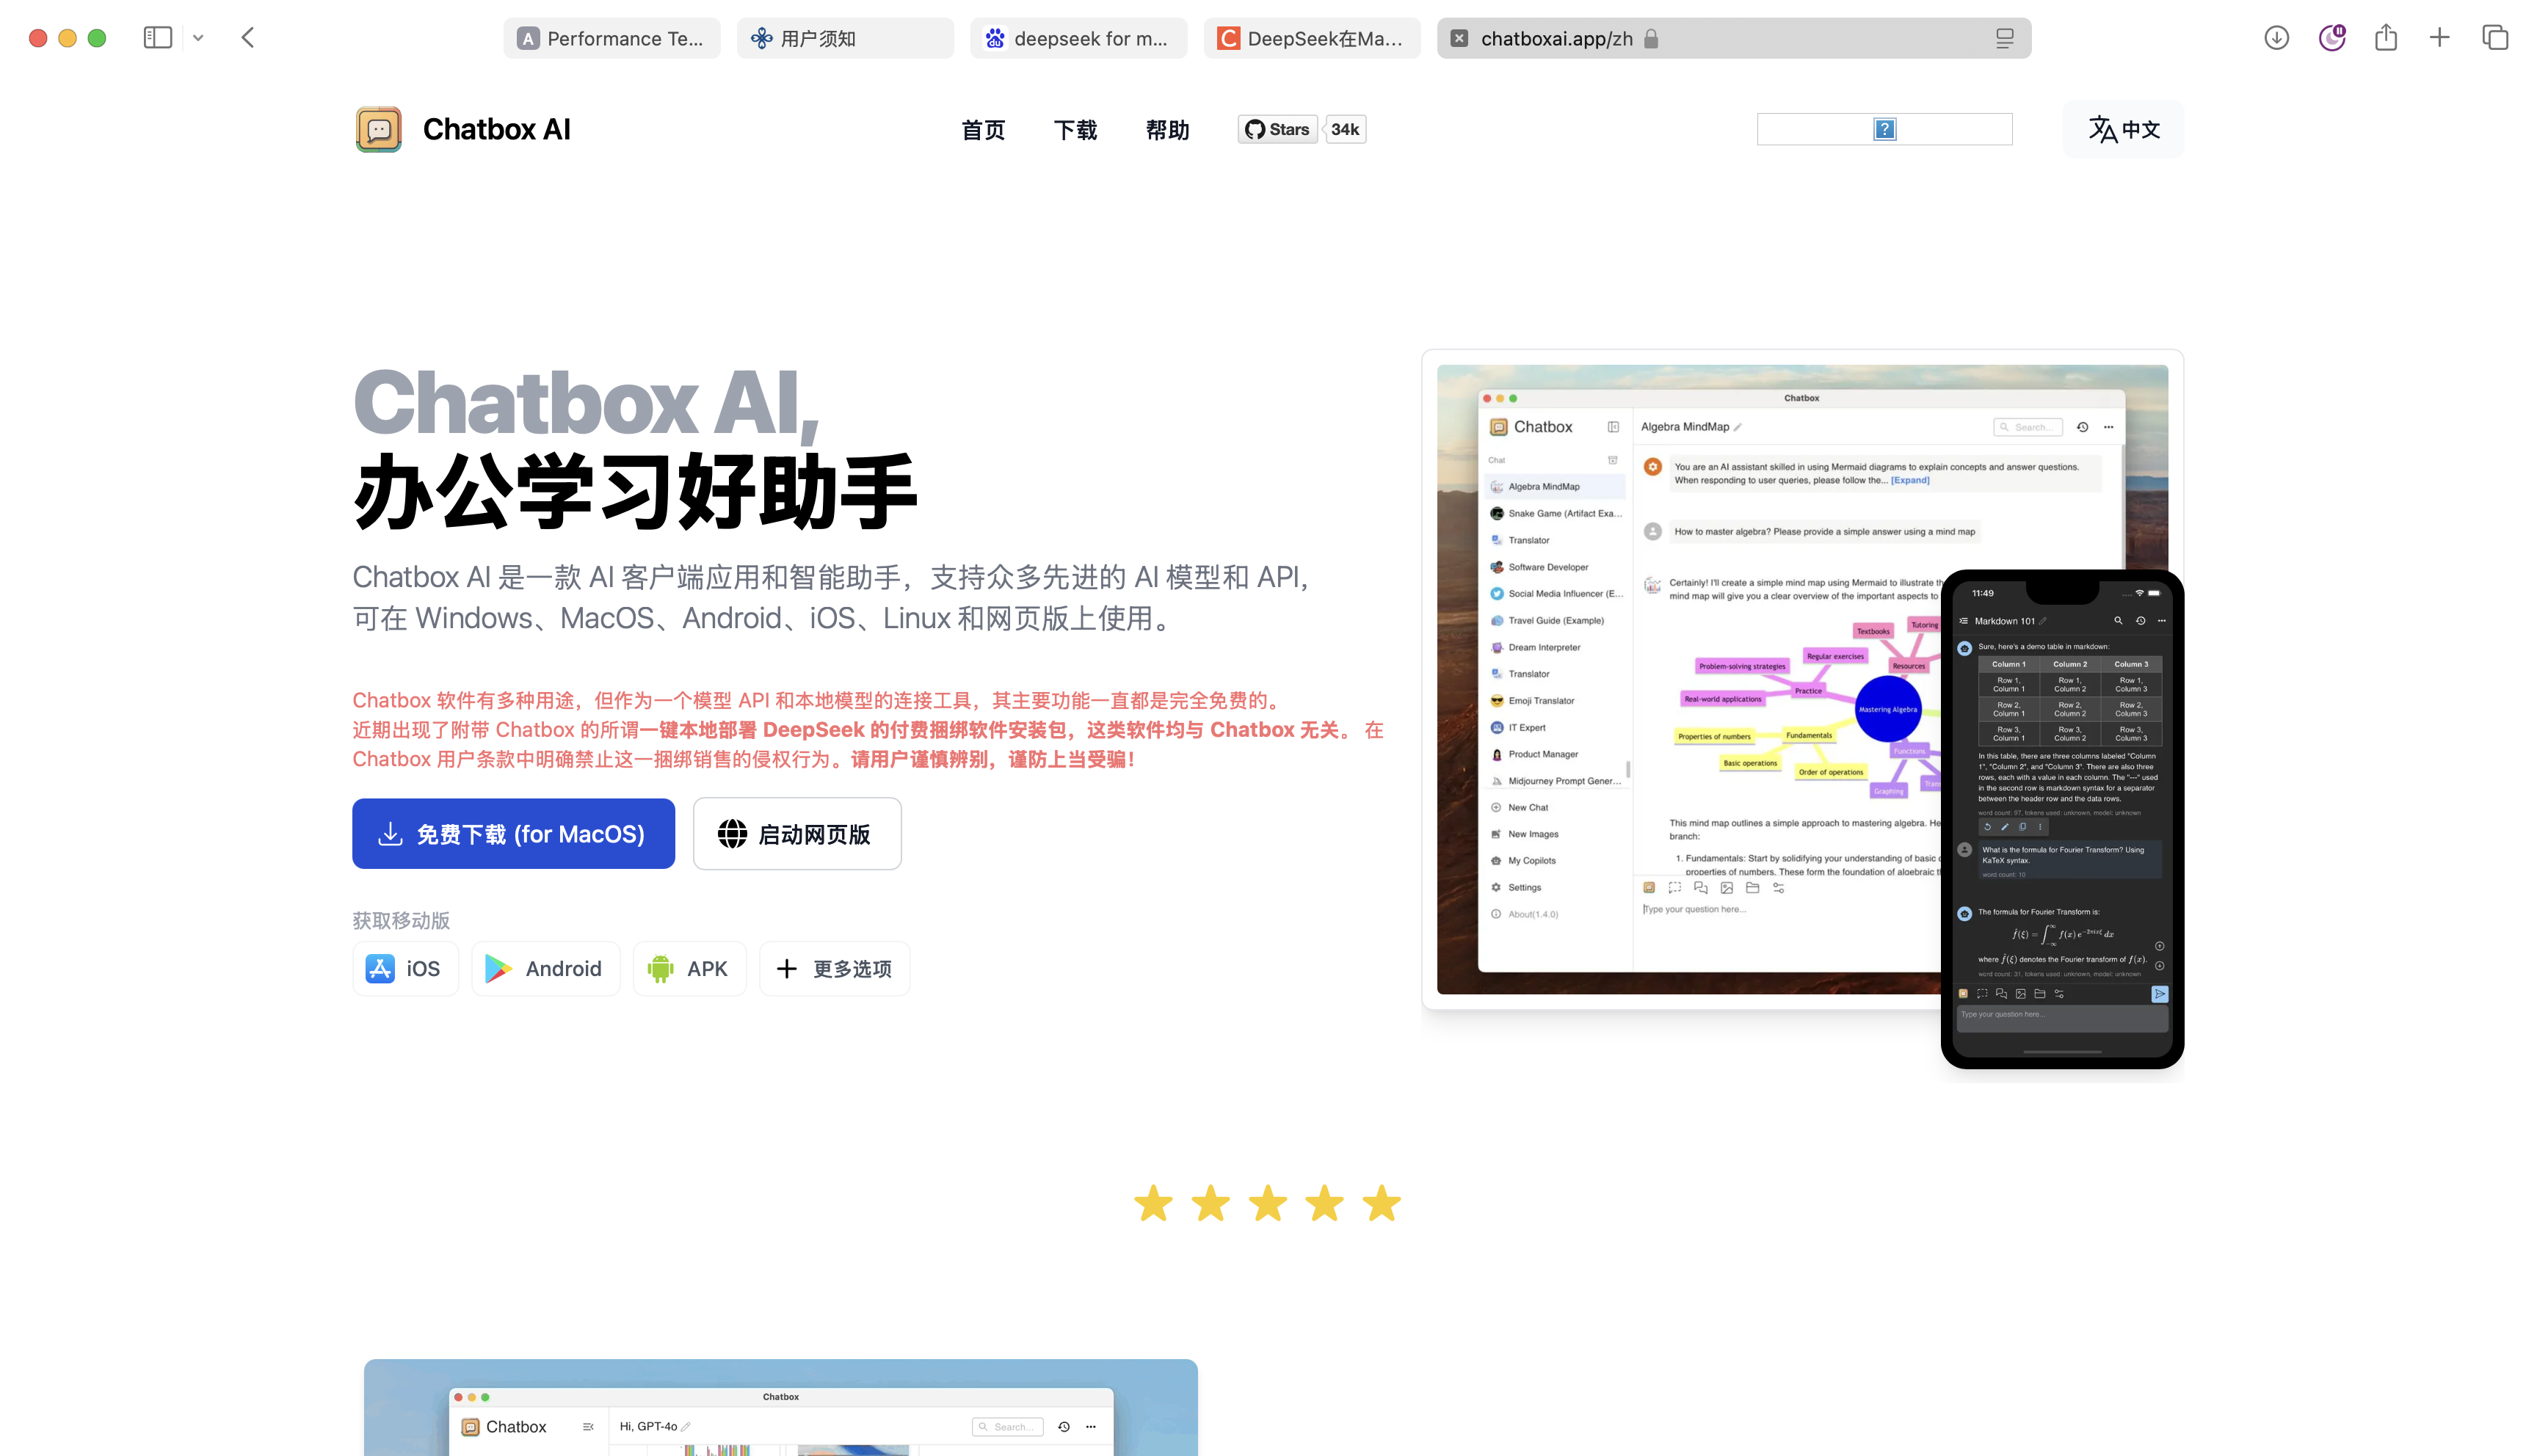 Performance Te...
用户须知
deepseek for m...
DeepSeek在Ma...
chatboxai.app/zh
Chatbox AI
首页
下载
帮助
Stars
34k
中文
Chatbox AI,
办公学习好助手
Chatbox AI 是一款 AI 客户端应用和智能助手，支持众多先进的 AI 模型和 API，
可在 Windows、MacOS、Android、iOS、Linux 和网页版上使用。
Chatbox 软件有多种用途，但作为一个模型 API 和本地模型的连接工具，其主要功能一直都是完全免费的。
近期出现了附带 Chatbox 的所谓一键本地部署 DeepSeek 的付费捆绑软件安装包，这类软件均与 Chatbox 无关。 在
Chatbox 用户条款中明确禁止这一捆绑销售的侵权行为。请用户谨慎辨别，谨防上当受骗！
免费下载 (for MacOS)
启动网页版
获取移动版
iOS
Android
APK
更多选项
Chatbox
Chatbox
Chat
Algebra MindMap
Snake Game (Artifact Exa...
Translator
Software Developer
Social Media Influencer (E...
Travel Guide (Example)
Dream Interpreter
Translator
Emoji Translator
IT Expert
Product Manager
Midjourney Prompt Gener...
New Chat
New Images
My Copilots
Settings
About(1.4.0)
Algebra MindMap
Search...
You are an AI assistant skilled in using Mermaid diagrams to explain concepts and answer questions.
When responding to user queries, please follow the... [Expand]
How to master algebra? Please provide a simple answer using a mind map
Certainly! I'll create a simple mind map using Mermaid to illustrate th
mind map will give you a clear overview of the important aspects to
Textbooks
Tutoring
Regular exercises
Problem-solving strategies
Resources
Practice
Real-world applications
Mastering Algebra
Properties of numbers
Fundamentals
Functions
Basic operations
Order of operations
Graphing
This mind map outlines a simple approach to mastering algebra. He
branch:
1. Fundamentals: Start by solidifying your understanding of basic
properties of numbers. These form the foundation of algebraic
Type your question here...
11:49
Markdown 101
Sure, here's a demo table in markdown:
Column 1 Column 2 Column 3
Row 1, Column 1 Row 1, Column 2 Row 1, Column 3
Row 2, Column 1 Row 2, Column 2 Row 2, Column 3
Row 3, Column 1 Row 3, Column 2 Row 3, Column 3
In this table, there are three columns labeled "Column
1", "Column 2", and "Column 3". There are also three
rows, each with a value in each column. The "---" used
in the second row is markdown syntax for a separator
between the header row and the data rows.
word count: 97, tokens used: unknown, model: unknown
What is the formula for Fourier Transform? Using
KaTeX syntax.
word count: 10
The formula for Fourier Transform is:
f̂(ξ) = ∫_{-∞}^{∞} f(x) e^{-2πixξ} dx
where f̂(ξ) denotes the Fourier transform of f(x).
word count: 31, tokens used: unknown, model: unknown
Type your question here...
Chatbox
Chatbox
Hi, GPT-4o
Search...